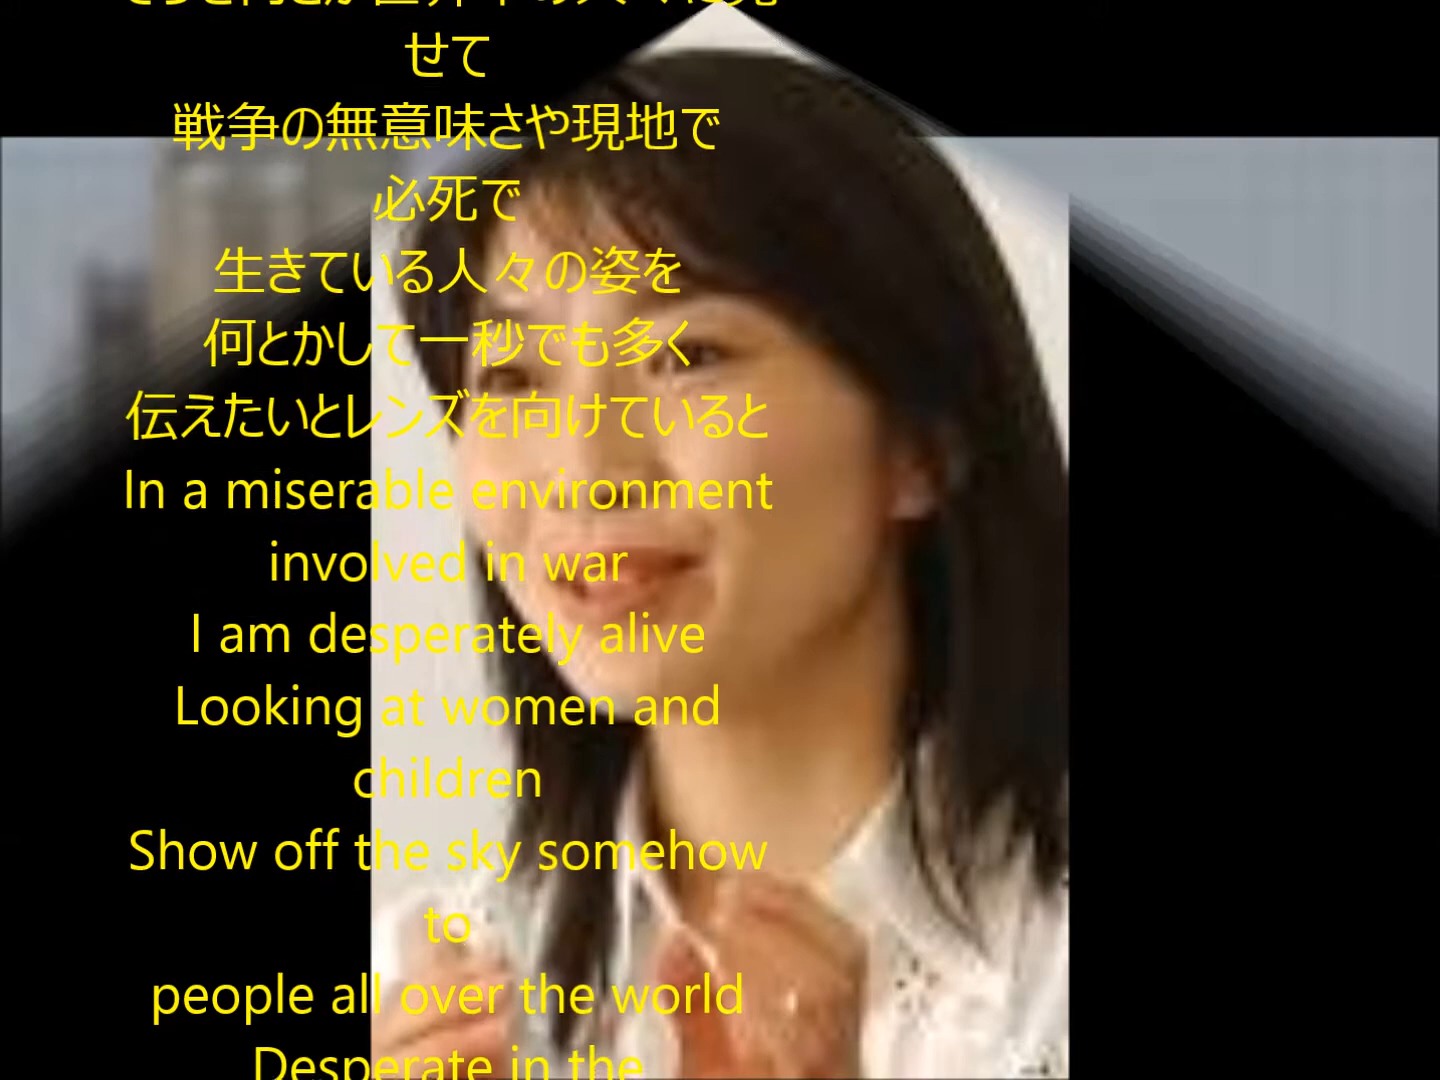 せて
戦争の無意味さや現地で
必死で
生きている人々の姿を
何とかして一秒でも多く
伝えたいとレンズを向けていると
In a miserable environment
involved in war
I am desperately alive
Looking at women and
children
Show off the sky somehow
to
people all over the world
Desperate in the